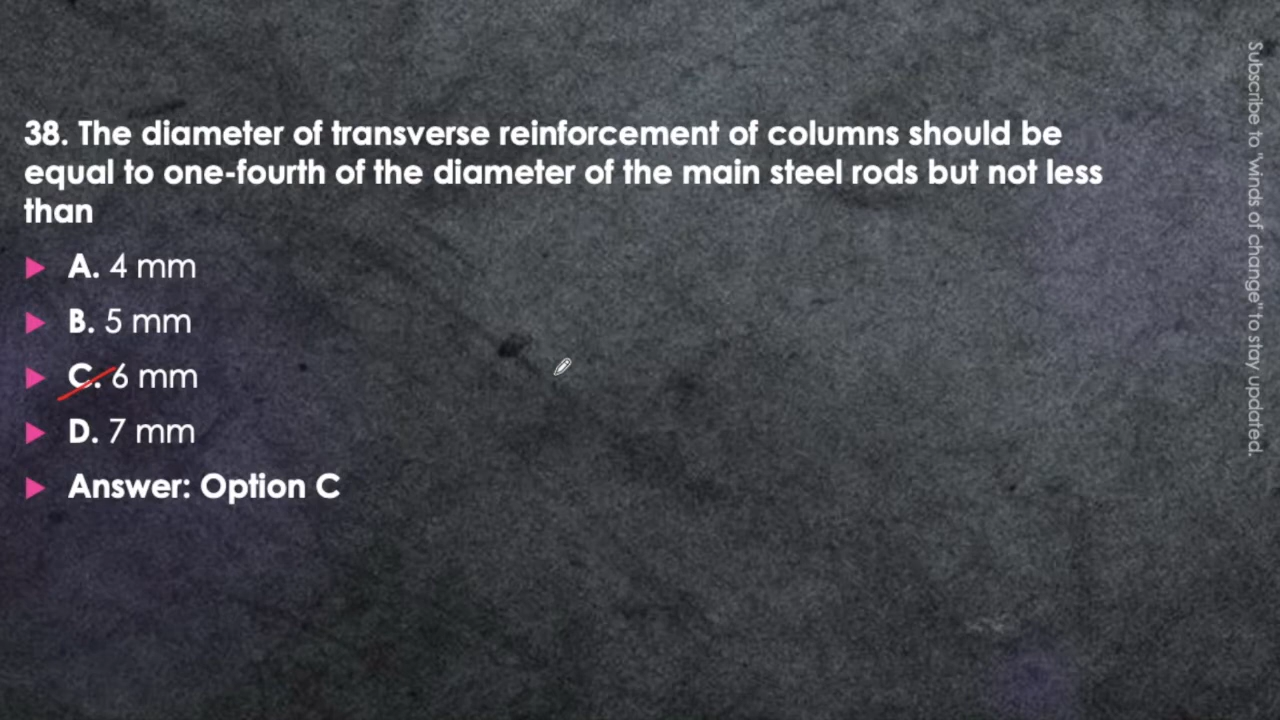 38. The diameter of transverse reinforcement of columns should be
equal to one-fourth of the diameter of the main steel rods but not less
than
A. 4 mm
B. 5 mm
C. 6 mm
D. 7 mm
Answer: Option C
Subscribe to "winds of change" to stay updated.